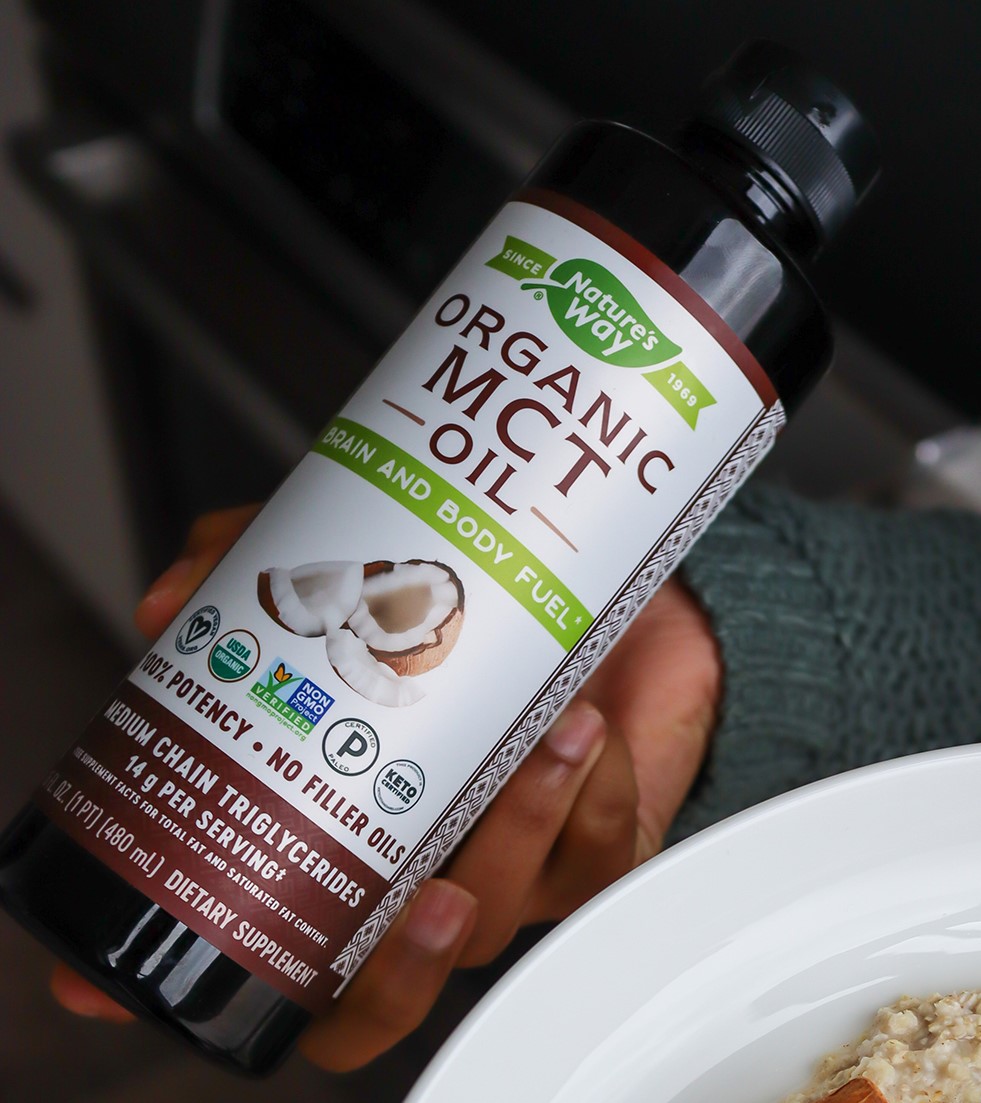 SINCE
Nature's
Way
®
1969
ORGANIC
MCT
OIL
BRAIN AND BODY FUEL*
USDA
ORGANIC
NON
GMO
Project
VERIFIED
nongmoproject.org
CERTIFIED
P
PALEO
KETO
CERTIFIED
100% POTENCY • NO FILLER OILS
MEDIUM CHAIN TRIGLYCERIDES
14 g PER SERVING‡
SUPPLEMENT FACTS FOR TOTAL FAT AND SATURATED FAT CONTENT.
FL OZ. (1 PT) (480 mL) DIETARY SUPPLEMENT